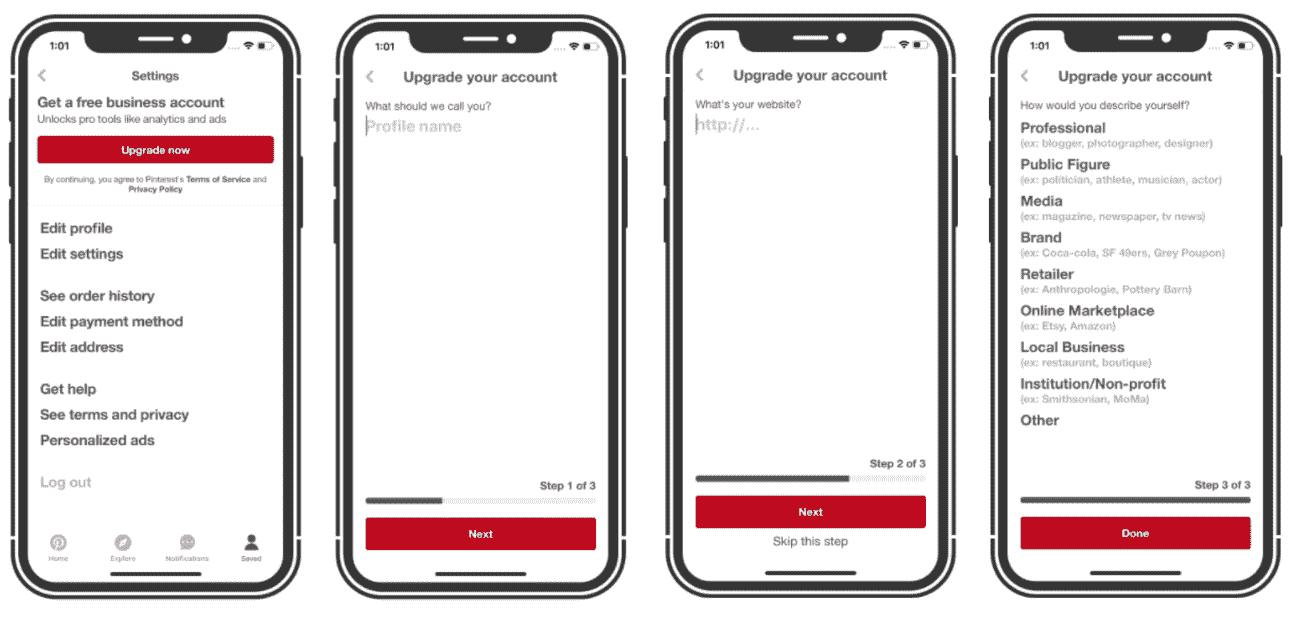 1:01
Settings
Get a free business account
Unlocks pro tools like analytics and ads
Upgrade now
By continuing, you agree to Pinterest's Terms of Service and
Privacy Policy
Edit profile
Edit settings
See order history
Edit payment method
Edit address
Get help
See terms and privacy
Personalized ads
Log out
Home
Explore
Notifications
Saved
1:01
Upgrade your account
What should we call you?
Profile name
Step 1 of 3
Next
1:01
Upgrade your account
What's your website?
http://...
Step 2 of 3
Next
Skip this step
1:01
Upgrade your account
How would you describe yourself?
Professional
(ex: blogger, photographer, designer)
Public Figure
(ex: politician, athlete, musician, actor)
Media
(ex: magazine, newspaper, tv news)
Brand
(ex: Coca-cola, SF 49ers, Grey Poupon)
Retailer
(ex: Anthropologie, Pottery Barn)
Online Marketplace
(ex: Etsy, Amazon)
Local Business
(ex: restaurant, boutique)
Institution/Non-profit
(ex: Smithsonian, MoMa)
Other
Step 3 of 3
Done